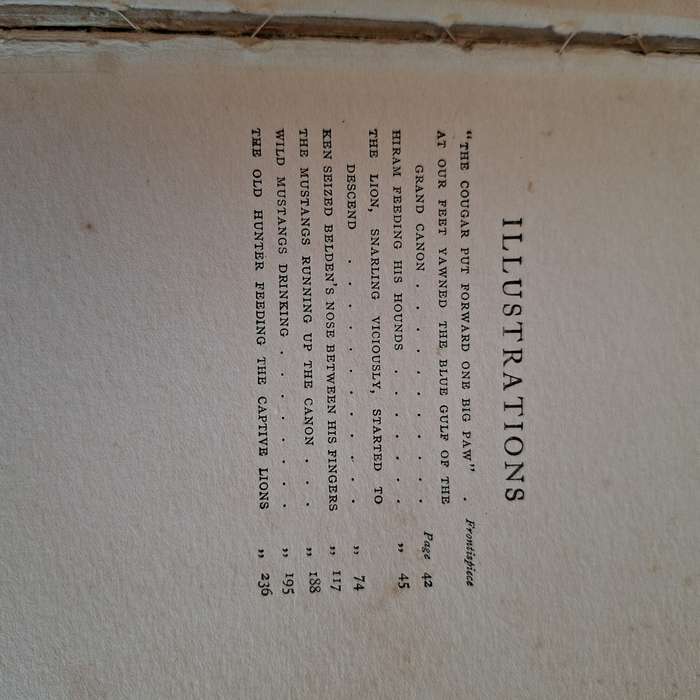 ILLUSTRATIONS
"THE COUGAR PUT FORWARD ONE BIG PAW" . Frontispiece
AT OUR FEET YAWNED THE BLUE GULF OF THE
GRAND CANON . . . . . . . . . Page 42
HIRAM FEEDING HIS HOUNDS . . . . . . " 45
THE LION, SNARLING VICIOUSLY, STARTED TO
DESCEND . . . . . . . . . . . " 74
KEN SEIZED BELDEN'S NOSE BETWEEN HIS FINGERS " 117
THE MUSTANGS RUNNING UP THE CANON . . . " 188
WILD MUSTANGS DRINKING . . . . . . . " 195
THE OLD HUNTER FEEDING THE CAPTIVE LIONS " 236